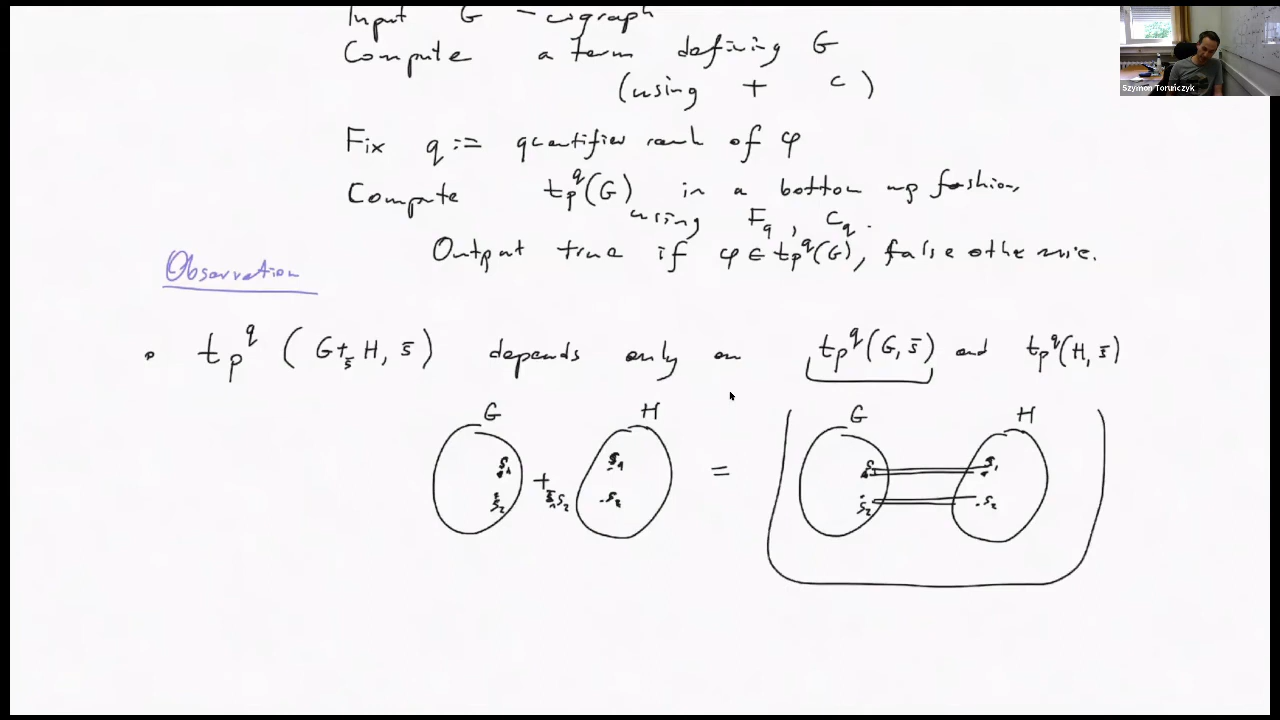 Input G - cograph
Compute a term defining G
(using + c )
Fix q := quantifier rank of φ
Compute tp^q(G) in a bottom up fashion,
using F_q, C_q.
Output true if φ ∈ tp^q(G), false otherwise.
Observation
• tp^q ( G +_s̄ H, s̄ ) depends only on tp^q(G, s̄) and tp^q(H, s̄)
G H G H
s₁ s₁ s₁ s₁
+ s₁s₂ =
s₂ s₂ s₂ s₂
Szymon Toruńczyk